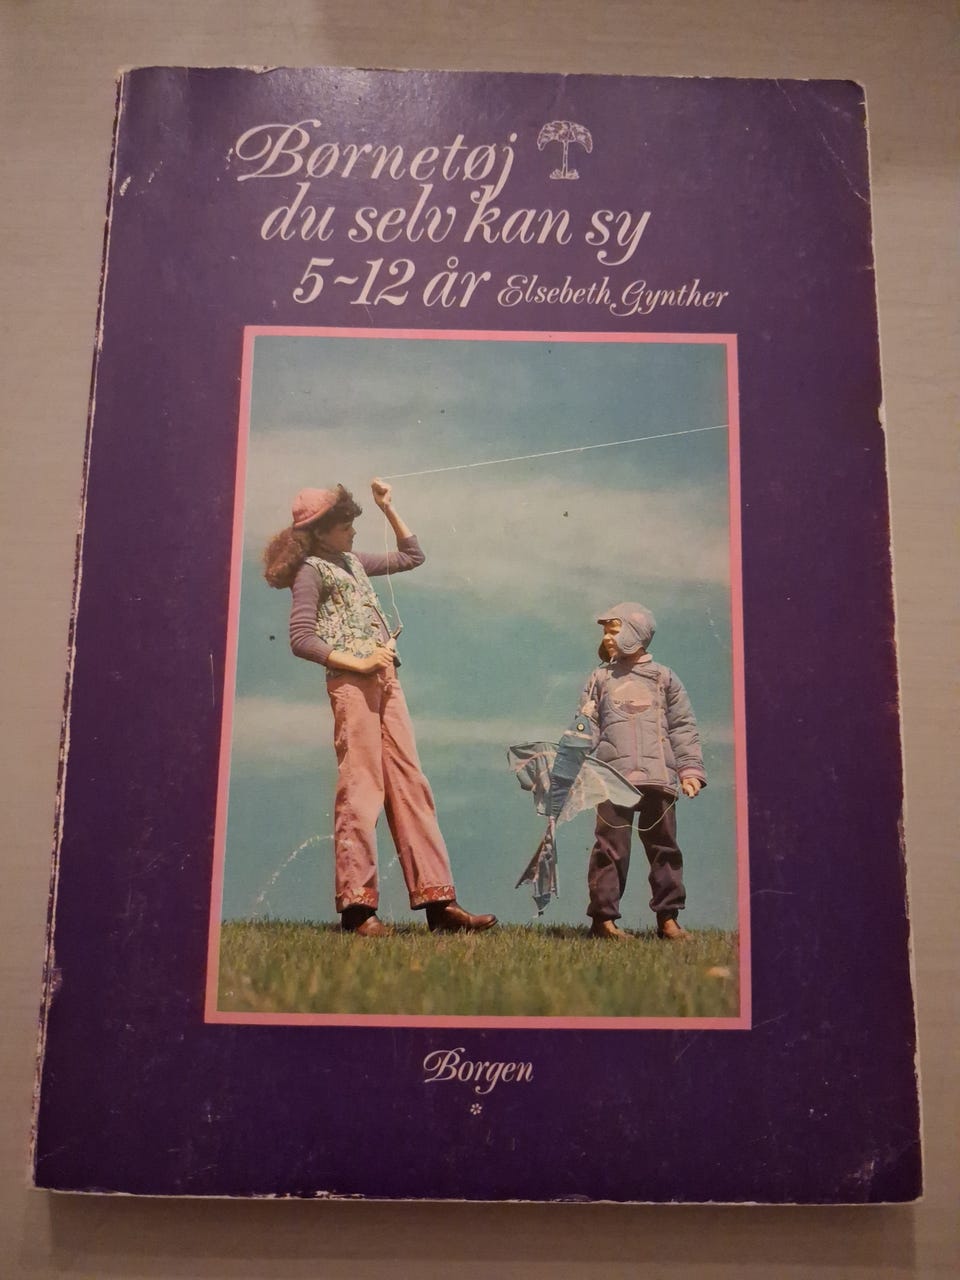 Børnetøj
du selv kan sy
5-12 år Elsebeth Gynther
Borgen